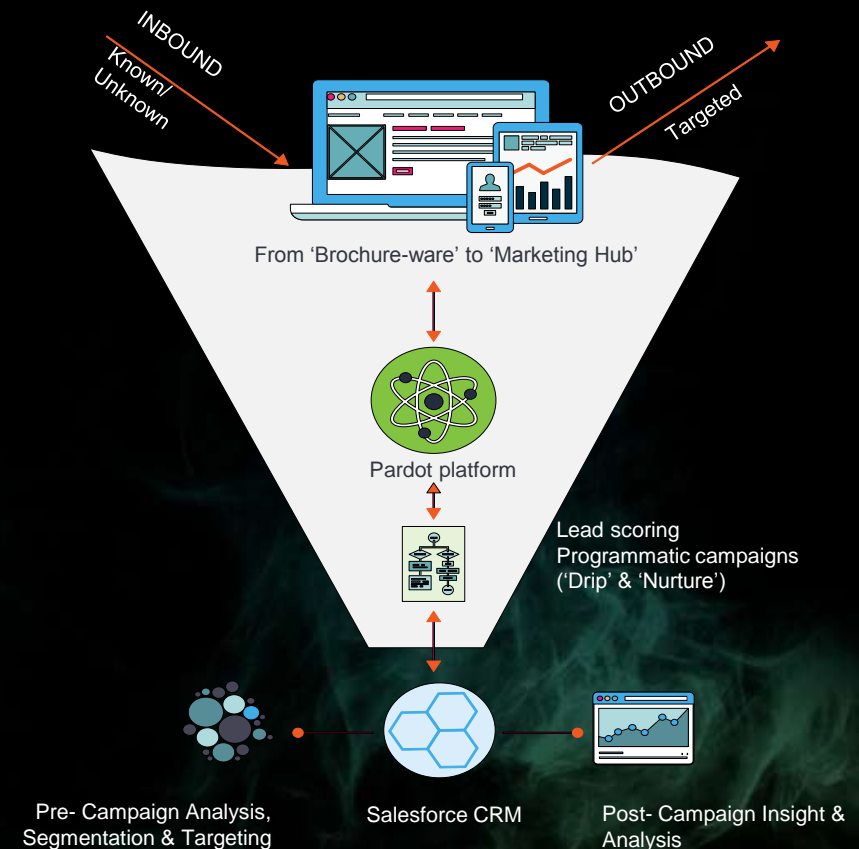 INBOUND
Known/
Unknown
OUTBOUND
Targeted
From ‘Brochure-ware’ to ‘Marketing Hub’
Pardot platform
Lead scoring
Programmatic campaigns
(‘Drip’ & ‘Nurture’)
Pre- Campaign Analysis,
Segmentation & Targeting
Salesforce CRM
Post- Campaign Insight &
Analysis